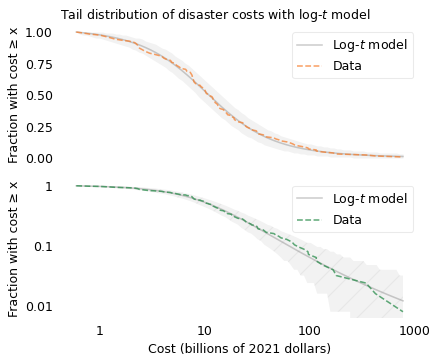 Tail distribution of disaster costs with log-t model
Fraction with cost ≥ x
1.00
0.75
0.50
0.25
0.00
Log-t model
Data
Fraction with cost ≥ x
1
0.1
0.01
Log-t model
Data
1
10
100
1000
Cost (billions of 2021 dollars)